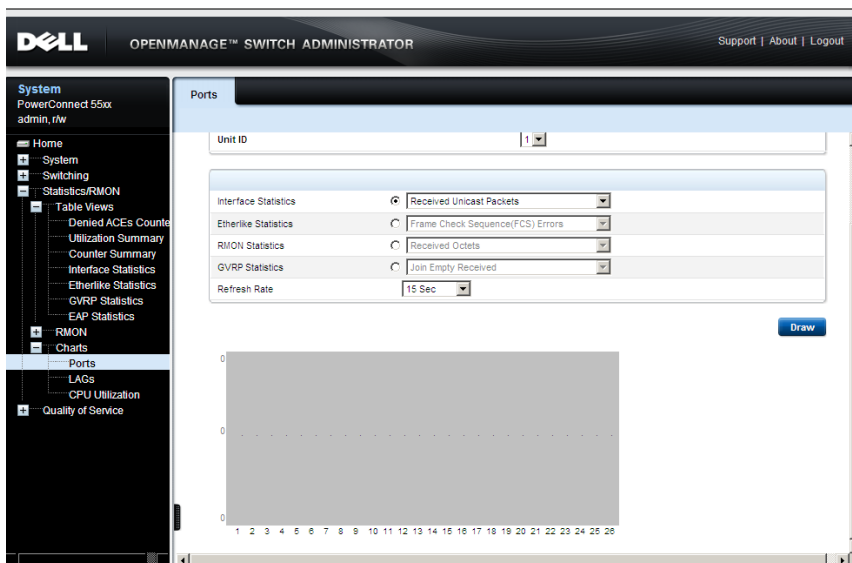 DELL
OPENMANAGE™ SWITCH ADMINISTRATOR
Support | About | Logout
System
PowerConnect 55xx
admin, r/w
Home
System
Switching
Statistics/RMON
Table Views
Denied ACEs Counte
Utilization Summary
Counter Summary
Interface Statistics
Etherlike Statistics
GVRP Statistics
EAP Statistics
RMON
Charts
Ports
LAGs
CPU Utilization
Quality of Service
Ports
Unit ID 1
Interface Statistics Received Unicast Packets
Etherlike Statistics Frame Check Sequence(FCS) Errors
RMON Statistics Received Octets
GVRP Statistics Join Empty Received
Refresh Rate 15 Sec
Draw
0
0
0
1 2 3 4 5 6 7 8 9 10 11 12 13 14 15 16 17 18 19 20 21 22 23 24 25 26